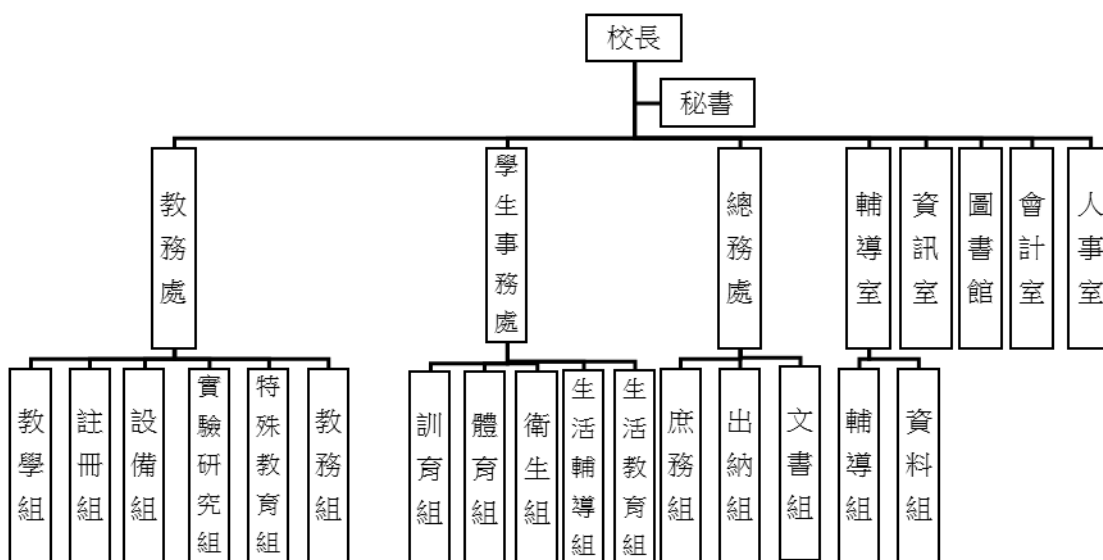 校長
秘書
教務處
學生事務處
總務處
輔導室
資訊室
圖書館
會計室
人事室
教學組
註冊組
設備組
實驗研究組
特殊教育組
教務組
訓育組
體育組
衛生組
生活輔導組
生活教育組
庶務組
出納組
文書組
輔導組
資料組